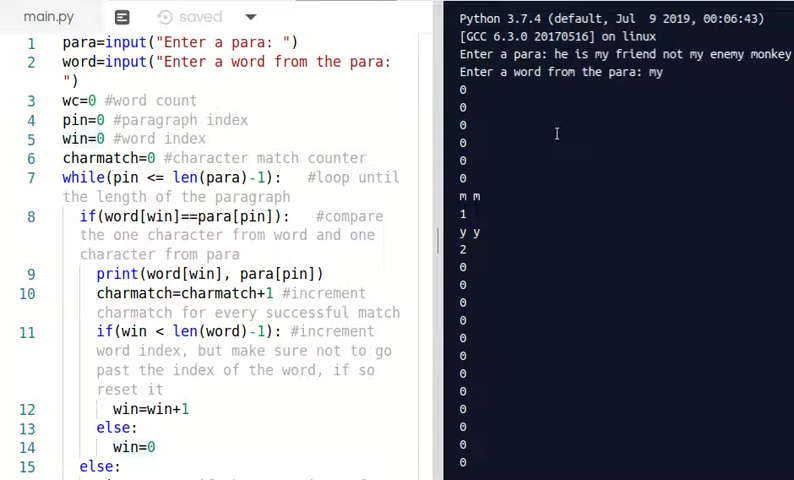 main.py saved
1 para=input("Enter a para: ")
2 word=input("Enter a word from the para:
")
3 wc=0 #word count
4 pin=0 #paragraph index
5 win=0 #word index
6 charmatch=0 #character match counter
7 while(pin <= len(para)-1): #loop until
the length of the paragraph
8 if(word[win]==para[pin]): #compare
the one character from word and one
character from para
9 print(word[win], para[pin])
10 charmatch=charmatch+1 #increment
charmatch for every successful match
11 if(win < len(word)-1): #increment
word index, but make sure not to go
past the index of the word, if so
reset it
12 win=win+1
13 else:
14 win=0
15 else:
Python 3.7.4 (default, Jul 9 2019, 00:06:43)
[GCC 6.3.0 20170516] on linux
Enter a para: he is my friend not my enemy monkey
Enter a word from the para: my
0
0
0
0
0
0
m m
1
y y
2
0
0
0
0
0
0
0
0
0
0
0
0